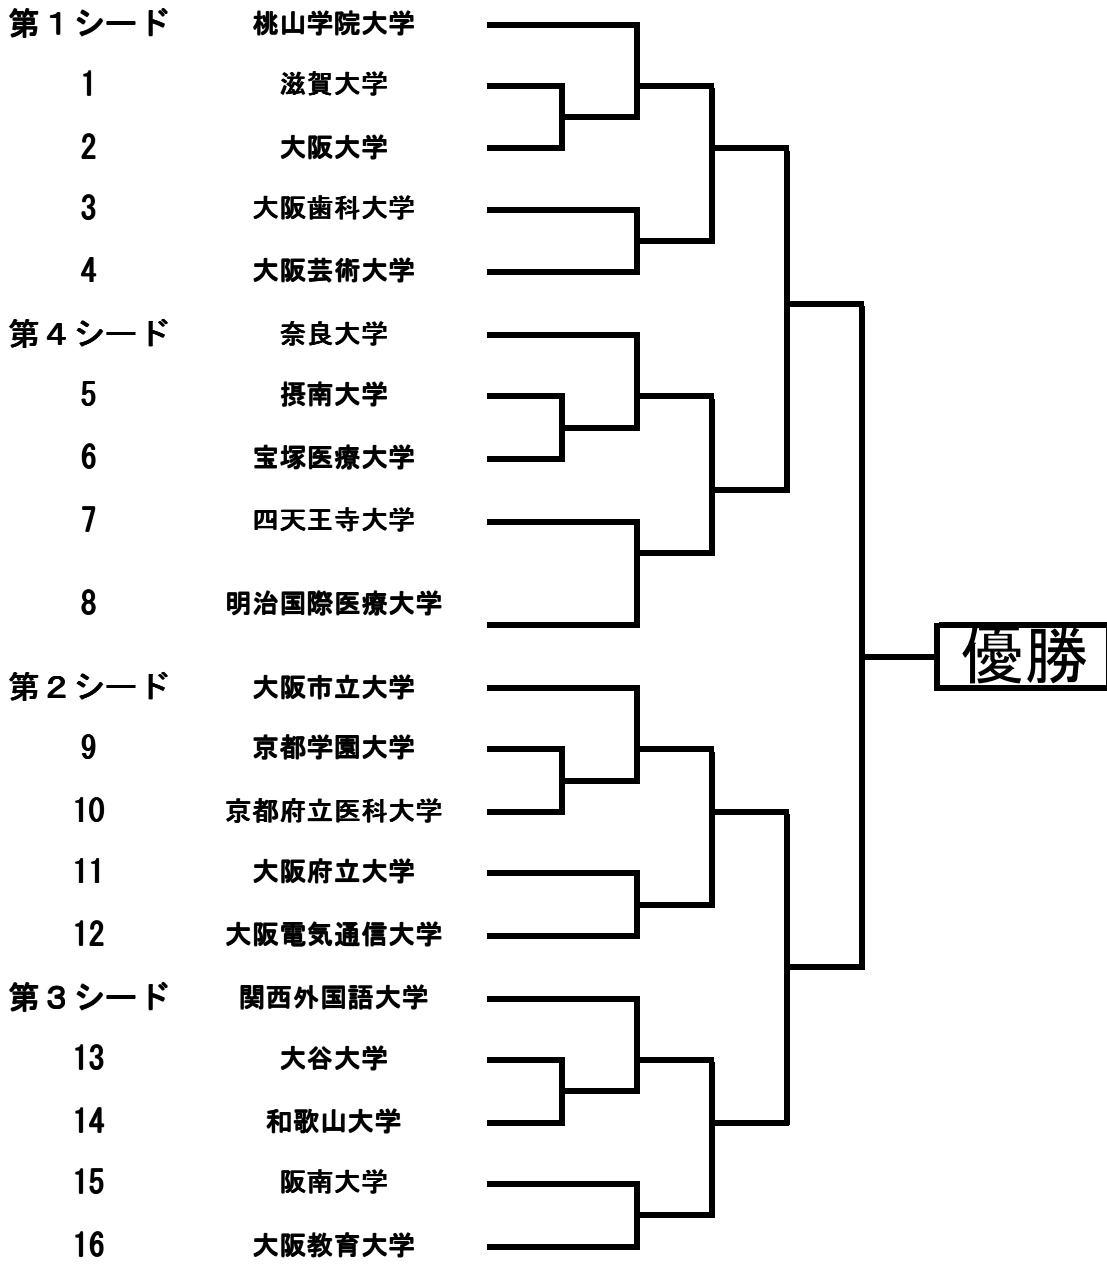 第1シード 桃山学院大学
1 滋賀大学
2 大阪大学
3 大阪歯科大学
4 大阪芸術大学
第4シード 奈良大学
5 摂南大学
6 宝塚医療大学
7 四天王寺大学
8 明治国際医療大学
優勝
第2シード 大阪市立大学
9 京都学園大学
10 京都府立医科大学
11 大阪府立大学
12 大阪電気通信大学
第3シード 関西外国語大学
13 大谷大学
14 和歌山大学
15 阪南大学
16 大阪教育大学